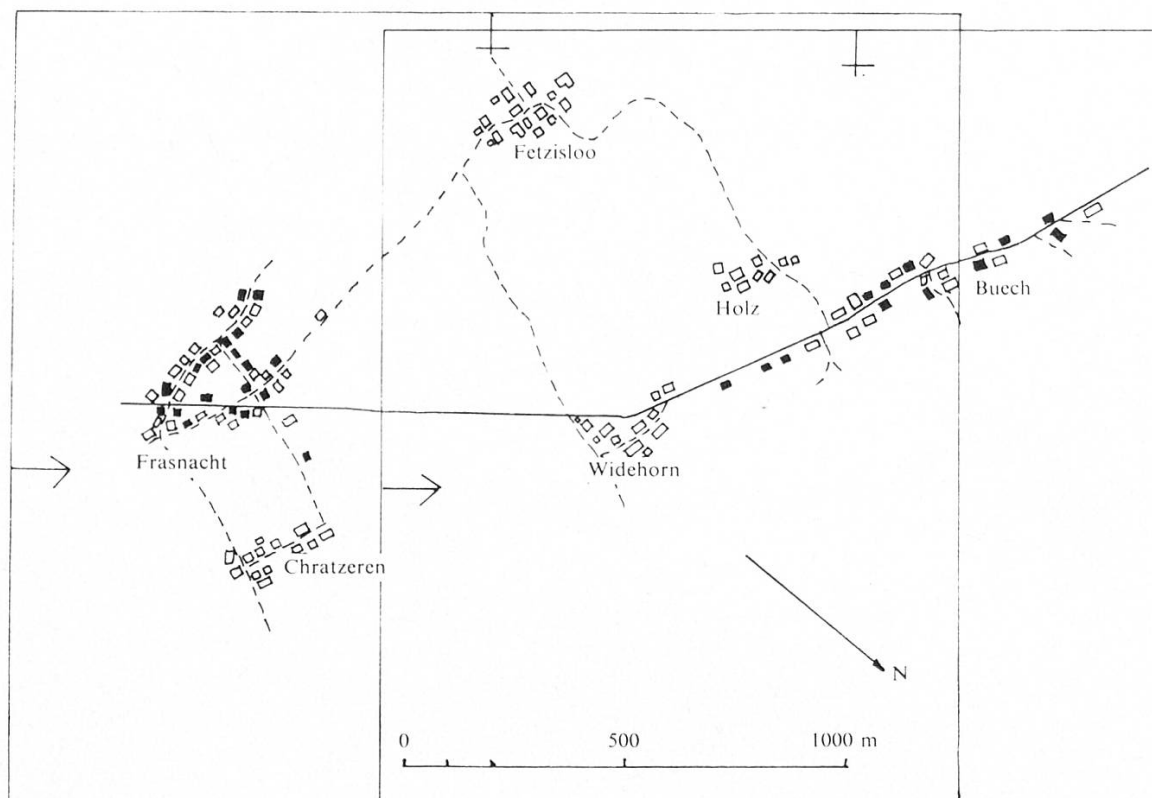 Fetzisloo
Holz
Buech
Frasnacht
Widehorn
Chratzeren
N
0 500 1000 m